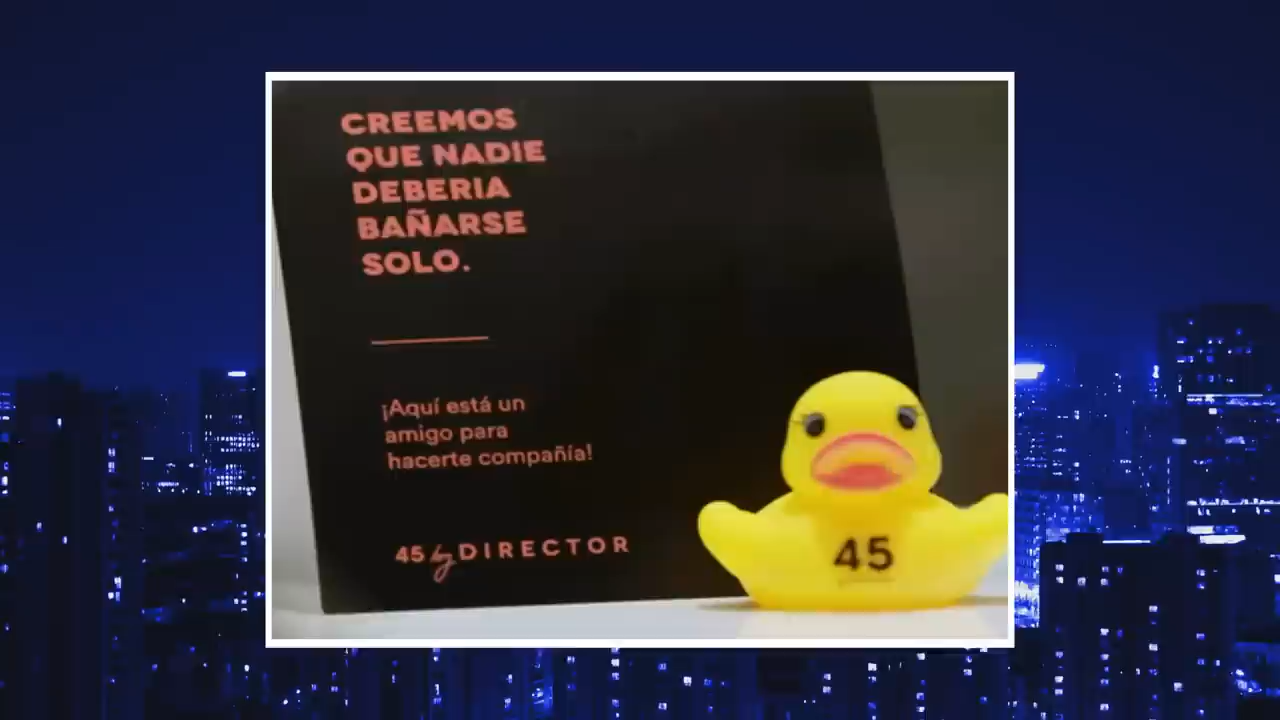 CREEMOS
QUE NADIE
DEBERIA
BAÑARSE
SOLO.
¡Aquí está un
amigo para
hacerte compañía!
45 by DIRECTOR
45